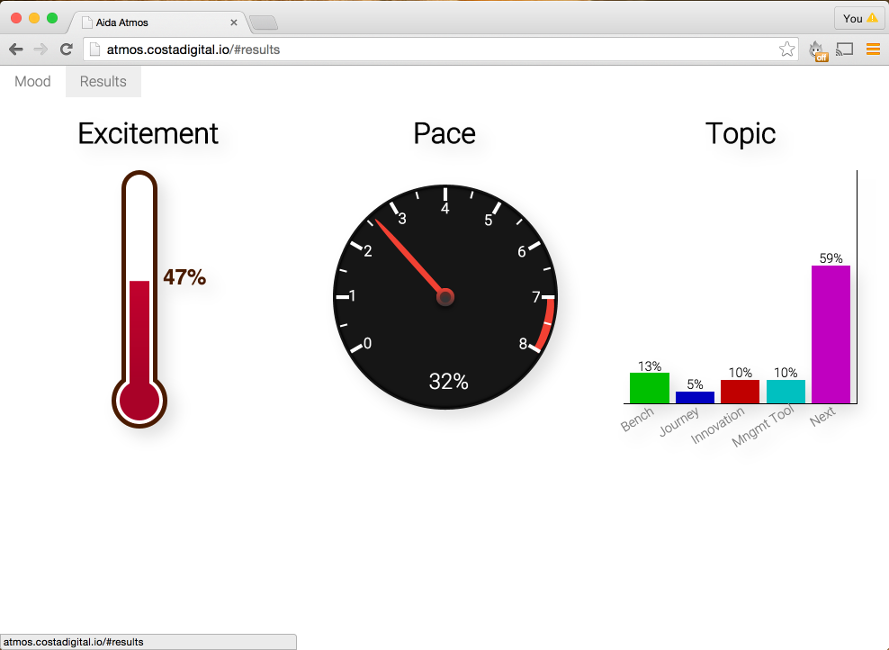 Aida Atmos
You
atmos.costadigital.io/#results
off
Mood
Results
Excitement
47%
Pace
0
1
2
3
4
5
6
7
8
32%
Topic
13%
5%
10%
10%
59%
Bench
Journey
Innovation
Mngmt Tool
Next
atmos.costadigital.io/#results